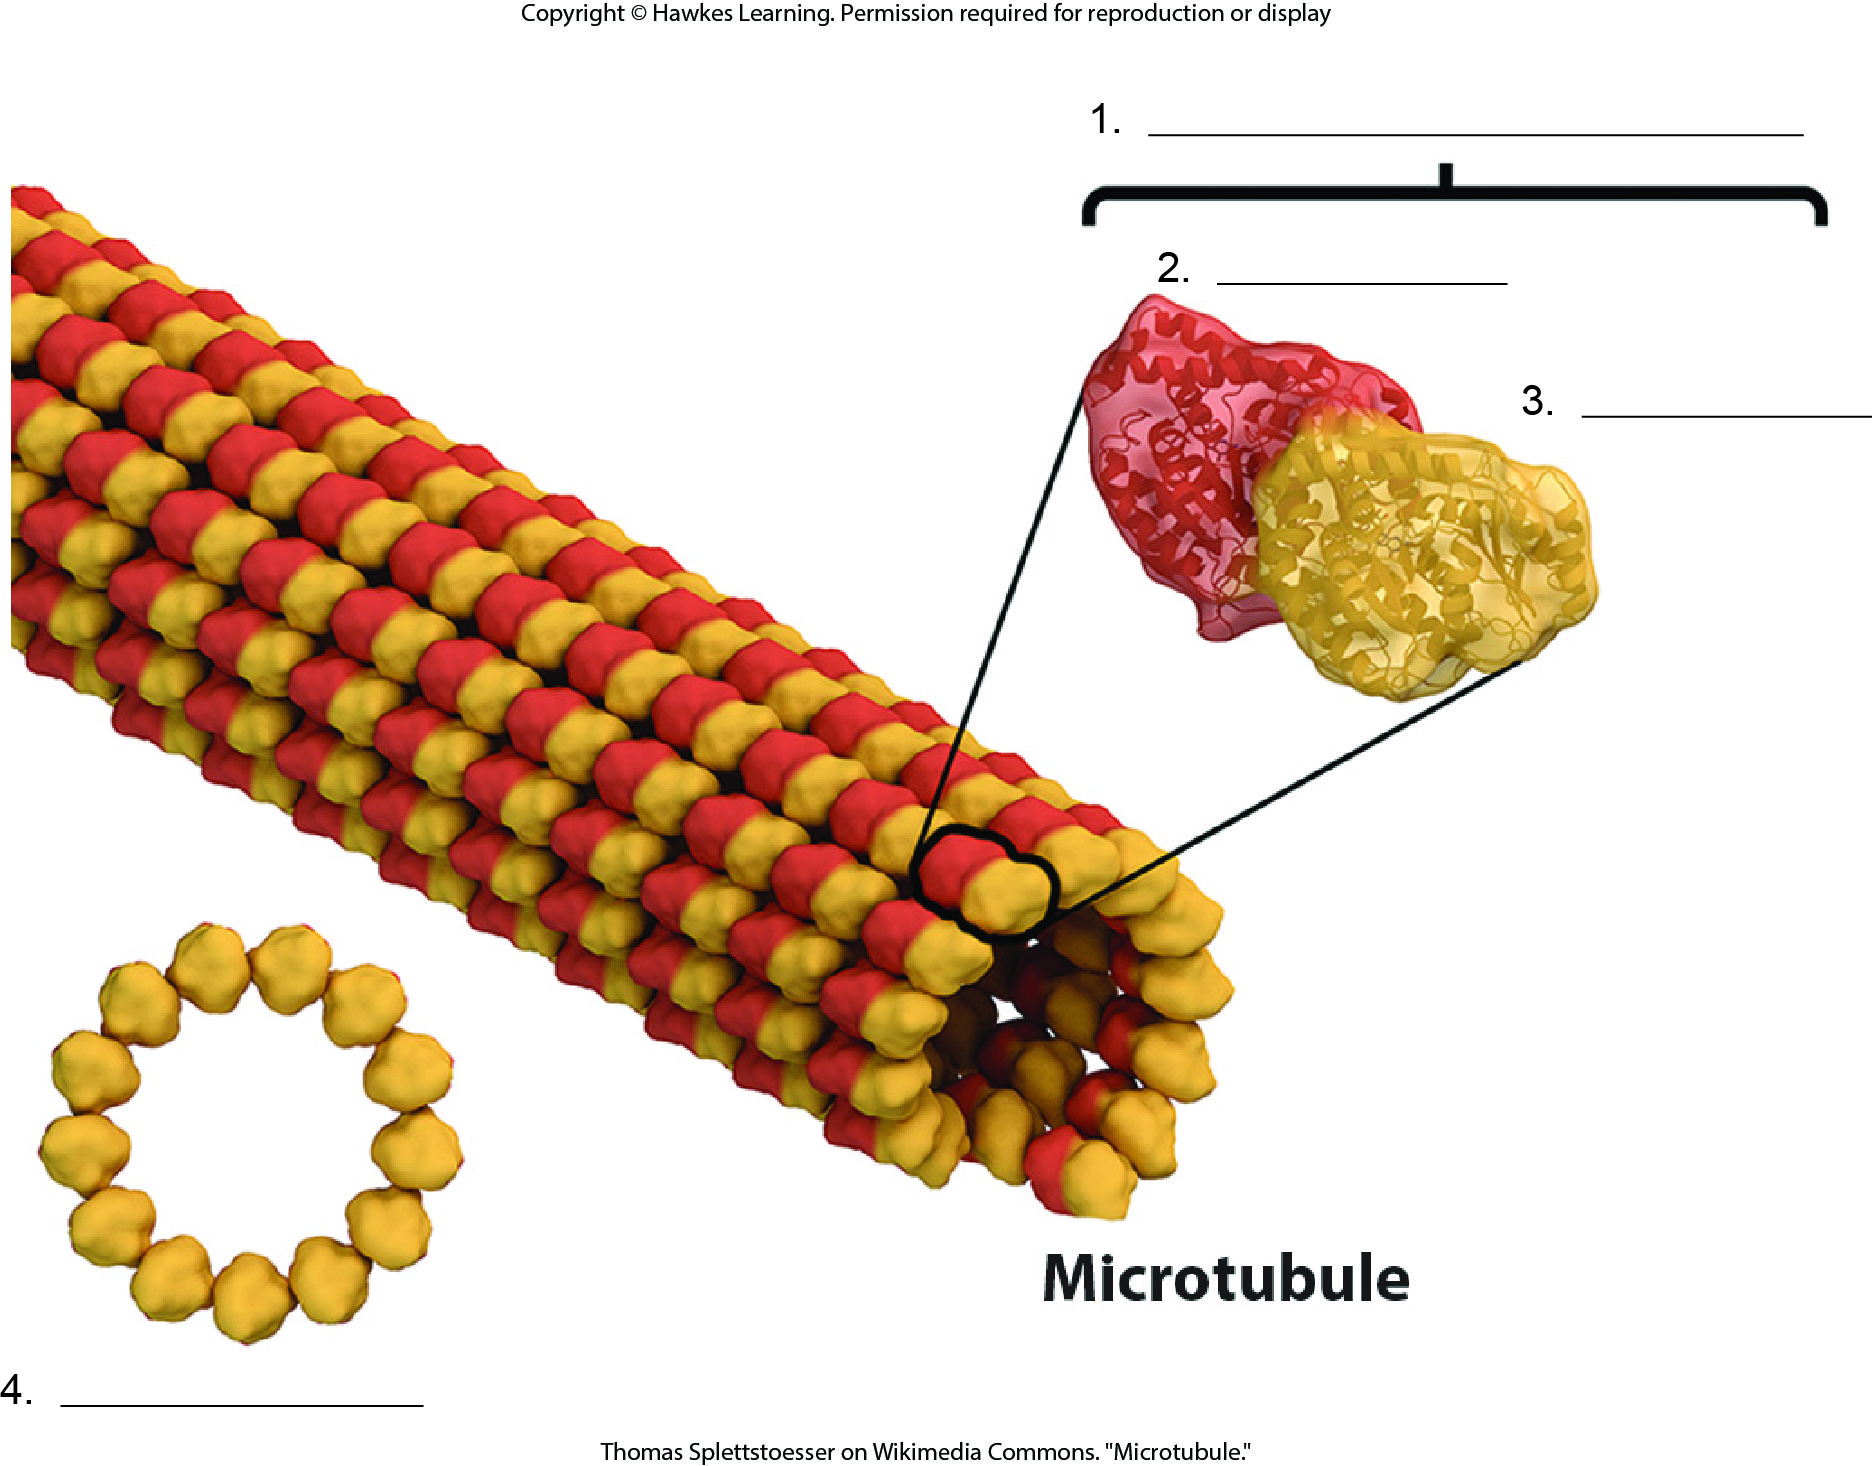 Copyright © Hawkes Learning. Permission required for reproduction or display
1.
2.
3.
Microtubule
4.
Thomas Splettstoesser on Wikimedia Commons. "Microtubule."